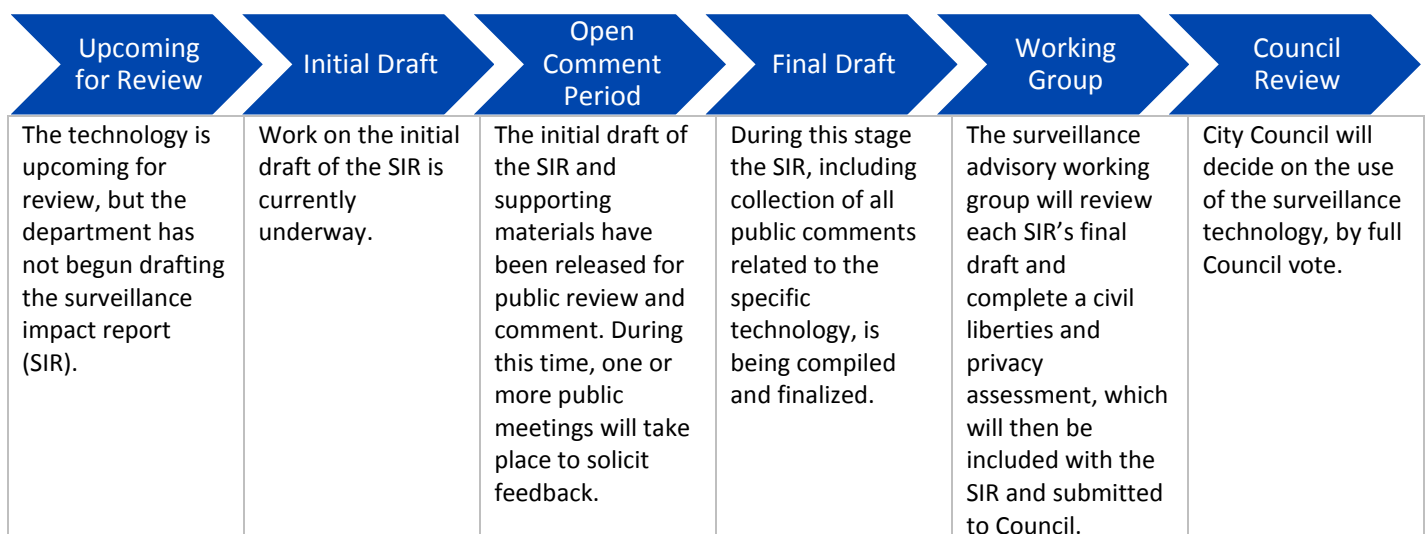 Upcoming
for Review
Initial Draft
Open
Comment
Period
Final Draft
Working
Group
Council
Review
The technology is
upcoming for
review, but the
department has
not begun drafting
the surveillance
impact report
(SIR).
Work on the initial
draft of the SIR is
currently
underway.
The initial draft of
the SIR and
supporting
materials have
been released for
public review and
comment. During
this time, one or
more public
meetings will take
place to solicit
feedback.
During this stage
the SIR, including
collection of all
public comments
related to the
specific
technology, is
being compiled
and finalized.
The surveillance
advisory working
group will review
each SIR’s final
draft and
complete a civil
liberties and
privacy
assessment, which
will then be
included with the
SIR and submitted
to Council.
City Council will
decide on the use
of the surveillance
technology, by full
Council vote.